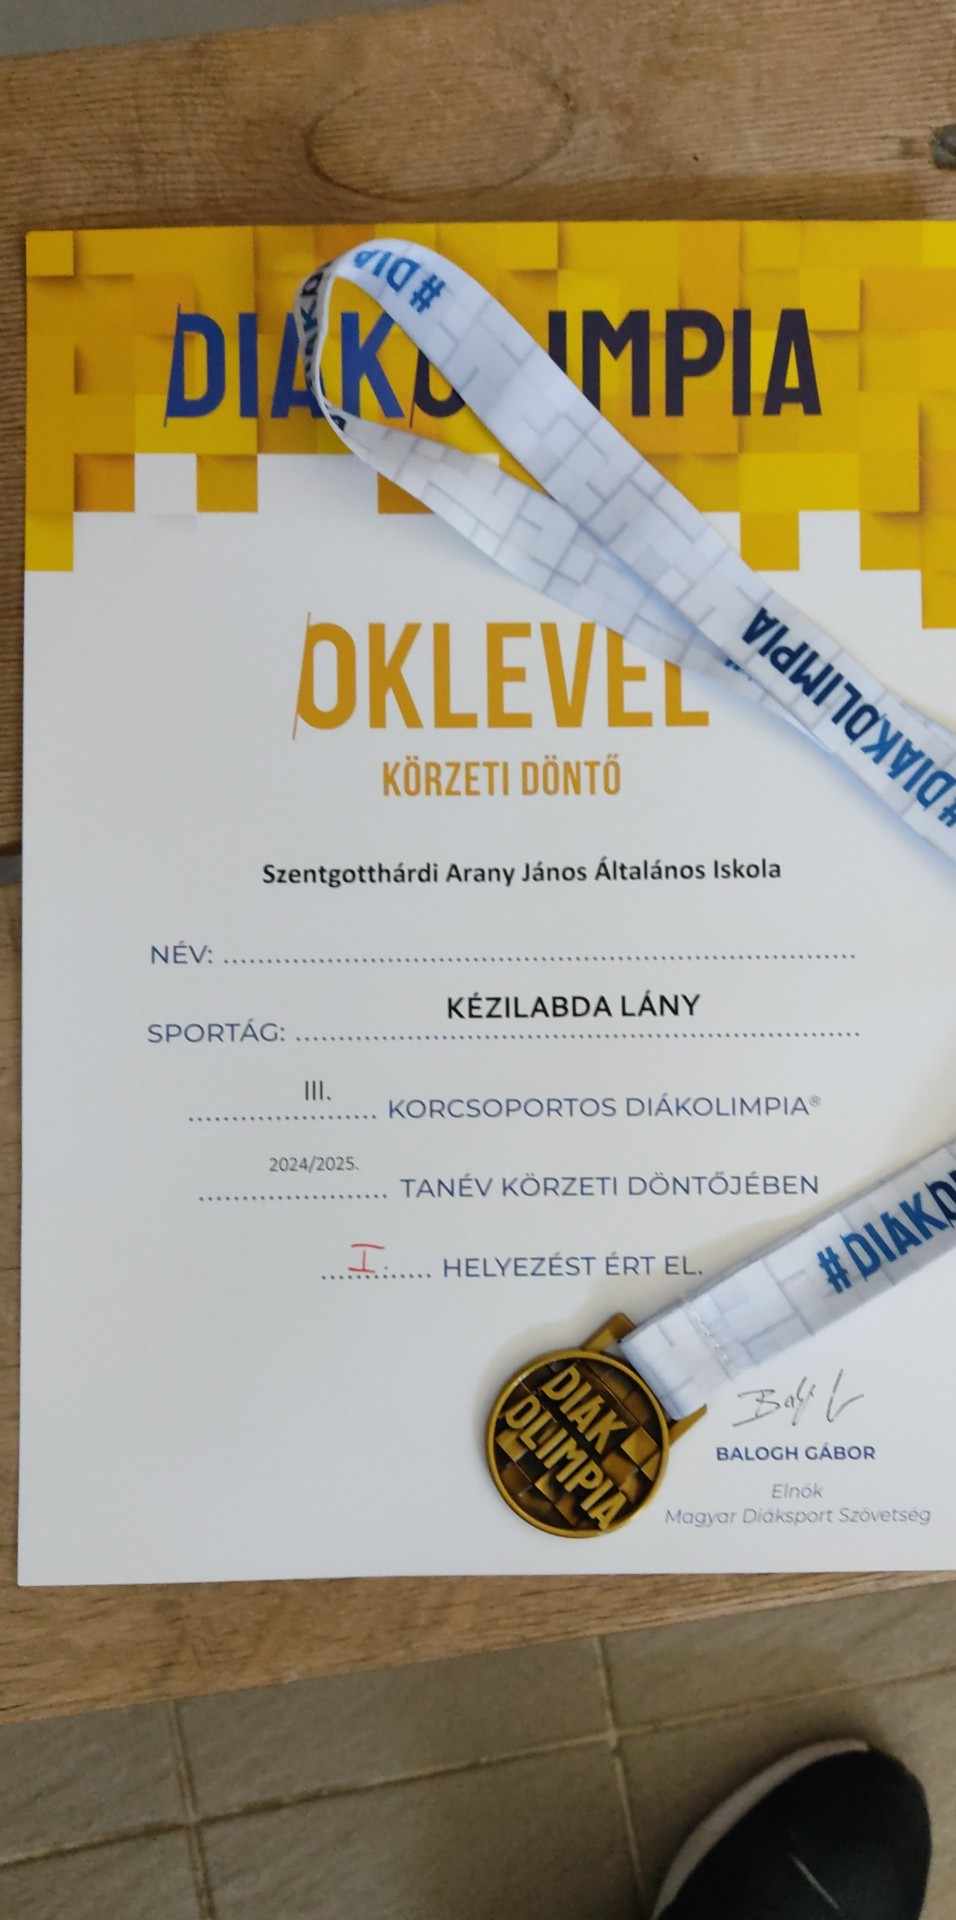 DIÁKOLIMPIA
#DIÁ
OKLEVÉL
#DIÁKOLIMPIA
KÖRZETI DÖNTŐ
Szentgotthárdi Arany János Általános Iskola
NÉV:
KÉZILABDA LÁNY
SPORTÁG:
III.
KORCSOPORTOS DIÁKOLIMPIA®
2024/2025.
TANÉV KÖRZETI DÖNTŐJÉBEN
I. HELYEZÉST ÉRT EL.
#DIÁKO
DIÁK
OLIMPIA
BALOGH GÁBOR
Elnök
Magyar Diáksport Szövetség